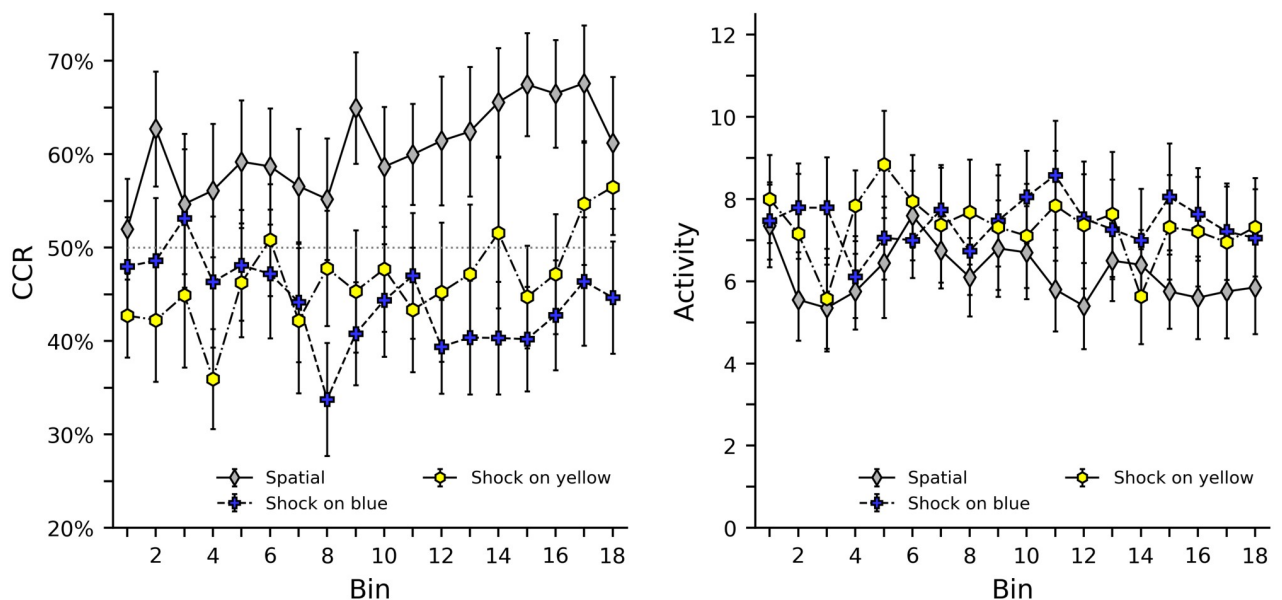 70%
60%
50%
40%
30%
20%
CCR
Spatial
Shock on blue
Shock on yellow
2 4 6 8 10 12 14 16 18
Bin
12
10
8
6
4
2
0
Activity
Spatial
Shock on blue
Shock on yellow
2 4 6 8 10 12 14 16 18
Bin